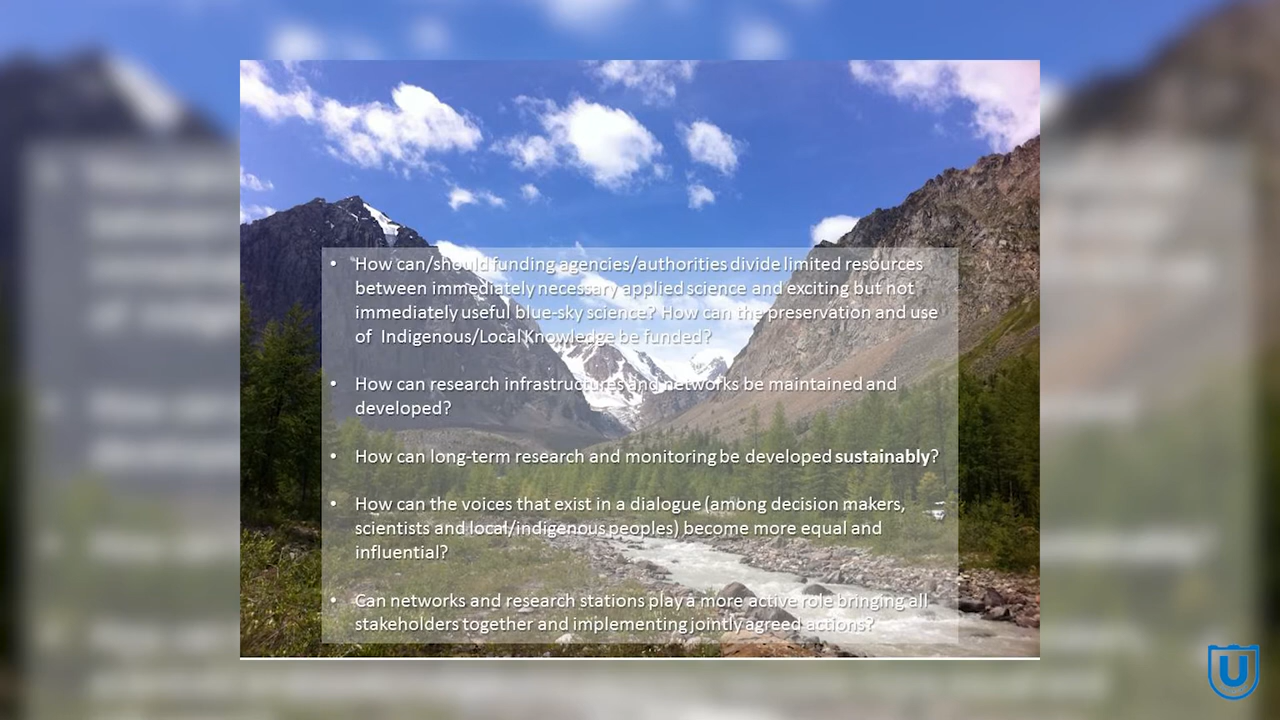 • How can/should funding agencies/authorities divide limited resources
between immediately necessary applied science and exciting but not
immediately useful blue-sky science? How can the preservation and use
of Indigenous/Local Knowledge be funded?
• How can research infrastructures and networks be maintained and
developed?
• How can long-term research and monitoring be developed sustainably?
• How can the voices that exist in a dialogue (among decision makers,
scientists and local/indigenous peoples) become more equal and
influential?
• Can networks and research stations play a more active role bringing all
stakeholders together and implementing jointly agreed actions?
U